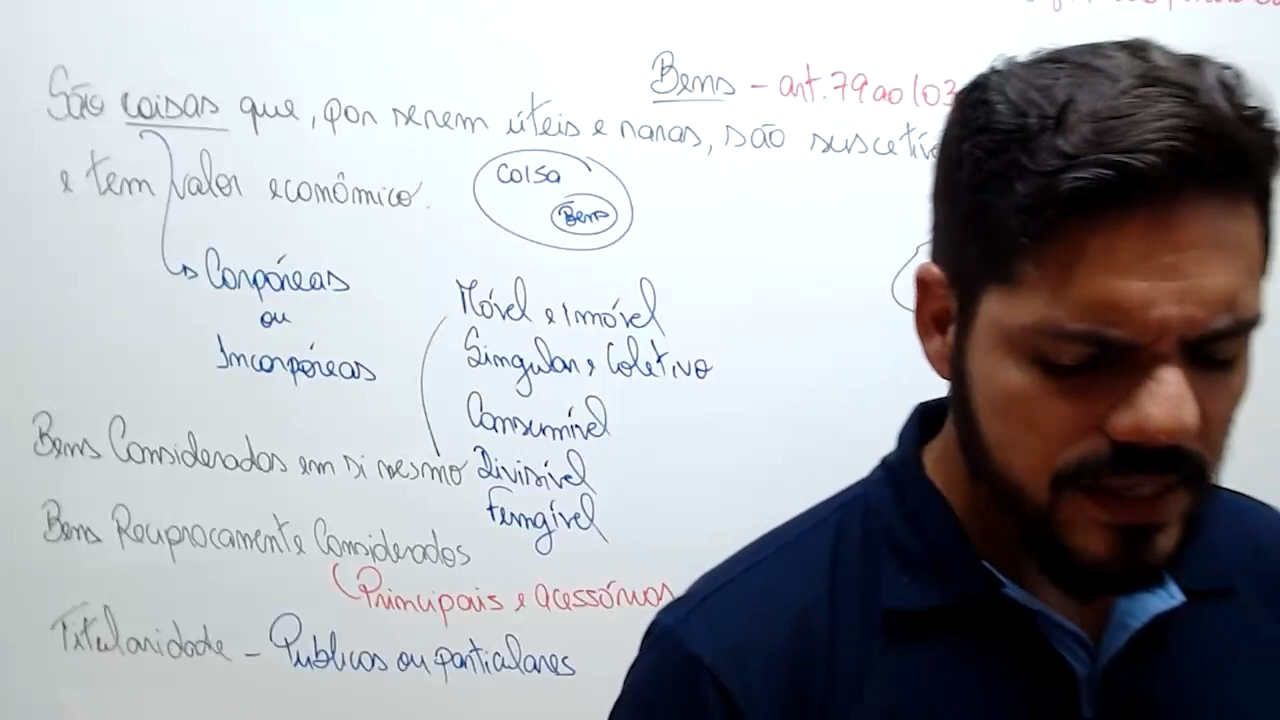 Bens - art. 79 ao 103
São coisas que, por serem úteis e raras, são suscetív
e tem valor econômico.
coisa
Bens
Corpóreas
ou
Incorpóreas
Móvel e Imóvel
Singular e Coletivo
Consumível
Bens Considerados em si mesmo Divisível
Fungível
Bens Reciprocamente Considerados
Principais e acessórios
Titularidade - Públicos ou particulares